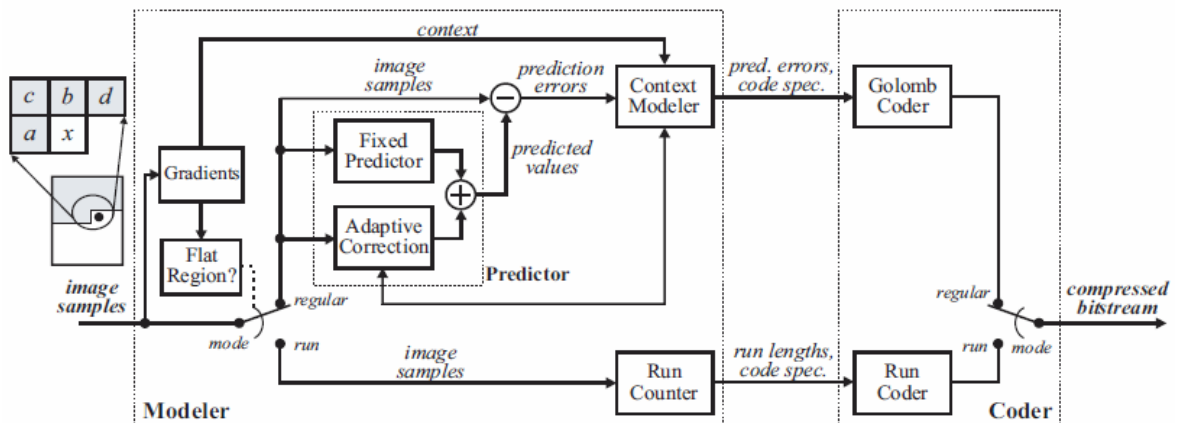 context
image
samples
prediction
errors
pred. errors,
code spec.
c b d
a x
Context
Modeler
Golomb
Coder
Fixed
Predictor
predicted
values
Gradients
Adaptive
Correction
Flat
Region?
Predictor
image
samples
regular
mode
run
regular
compressed
bitstream
run
mode
image
samples
run lengths,
code spec.
Run
Counter
Run
Coder
Modeler
Coder